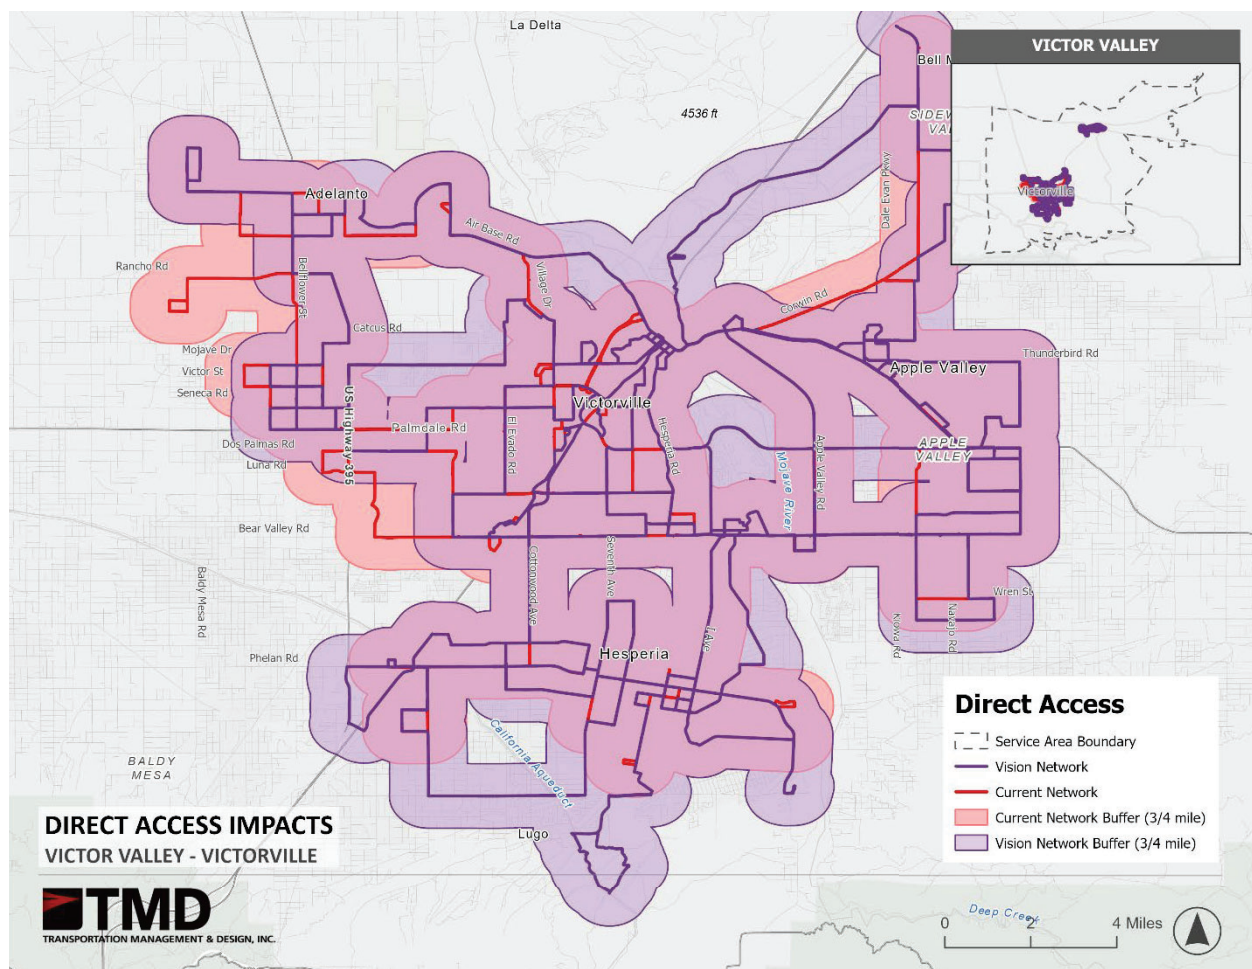 La Delta
VICTOR VALLEY
Bell M
4536 ft
SIDEW
VAL
Victorville
Adelanto
Dale Evan Pkwy
Air Base Rd
Rancho Rd
Bellflower St
Village Dr
Corwin Rd
Catcus Rd
Mojave Dr
Thunderbird Rd
Victor St
Apple Valley
Seneca Rd
US Highway 395
Victorville
Palmdale Rd
El Evado Rd
Hesperia Rd
Dos Palmas Rd
APPLE
VALLEY
Luna Rd
Mojave River
Apple Valley Rd
Bear Valley Rd
Cottonwood Ave
Seventh Ave
Baldy Mesa Rd
Wren St
Kiowa Rd
Navajo Rd
I Ave
Phelan Rd
Hesperia
California Aqueduct
BALDY
MESA
Lugo
Direct Access
Service Area Boundary
Vision Network
Current Network
Current Network Buffer (3/4 mile)
Vision Network Buffer (3/4 mile)
DIRECT ACCESS IMPACTS
VICTOR VALLEY - VICTORVILLE
TMD
TRANSPORTATION MANAGEMENT & DESIGN, INC.
Deep Creek
0 2 4 Miles